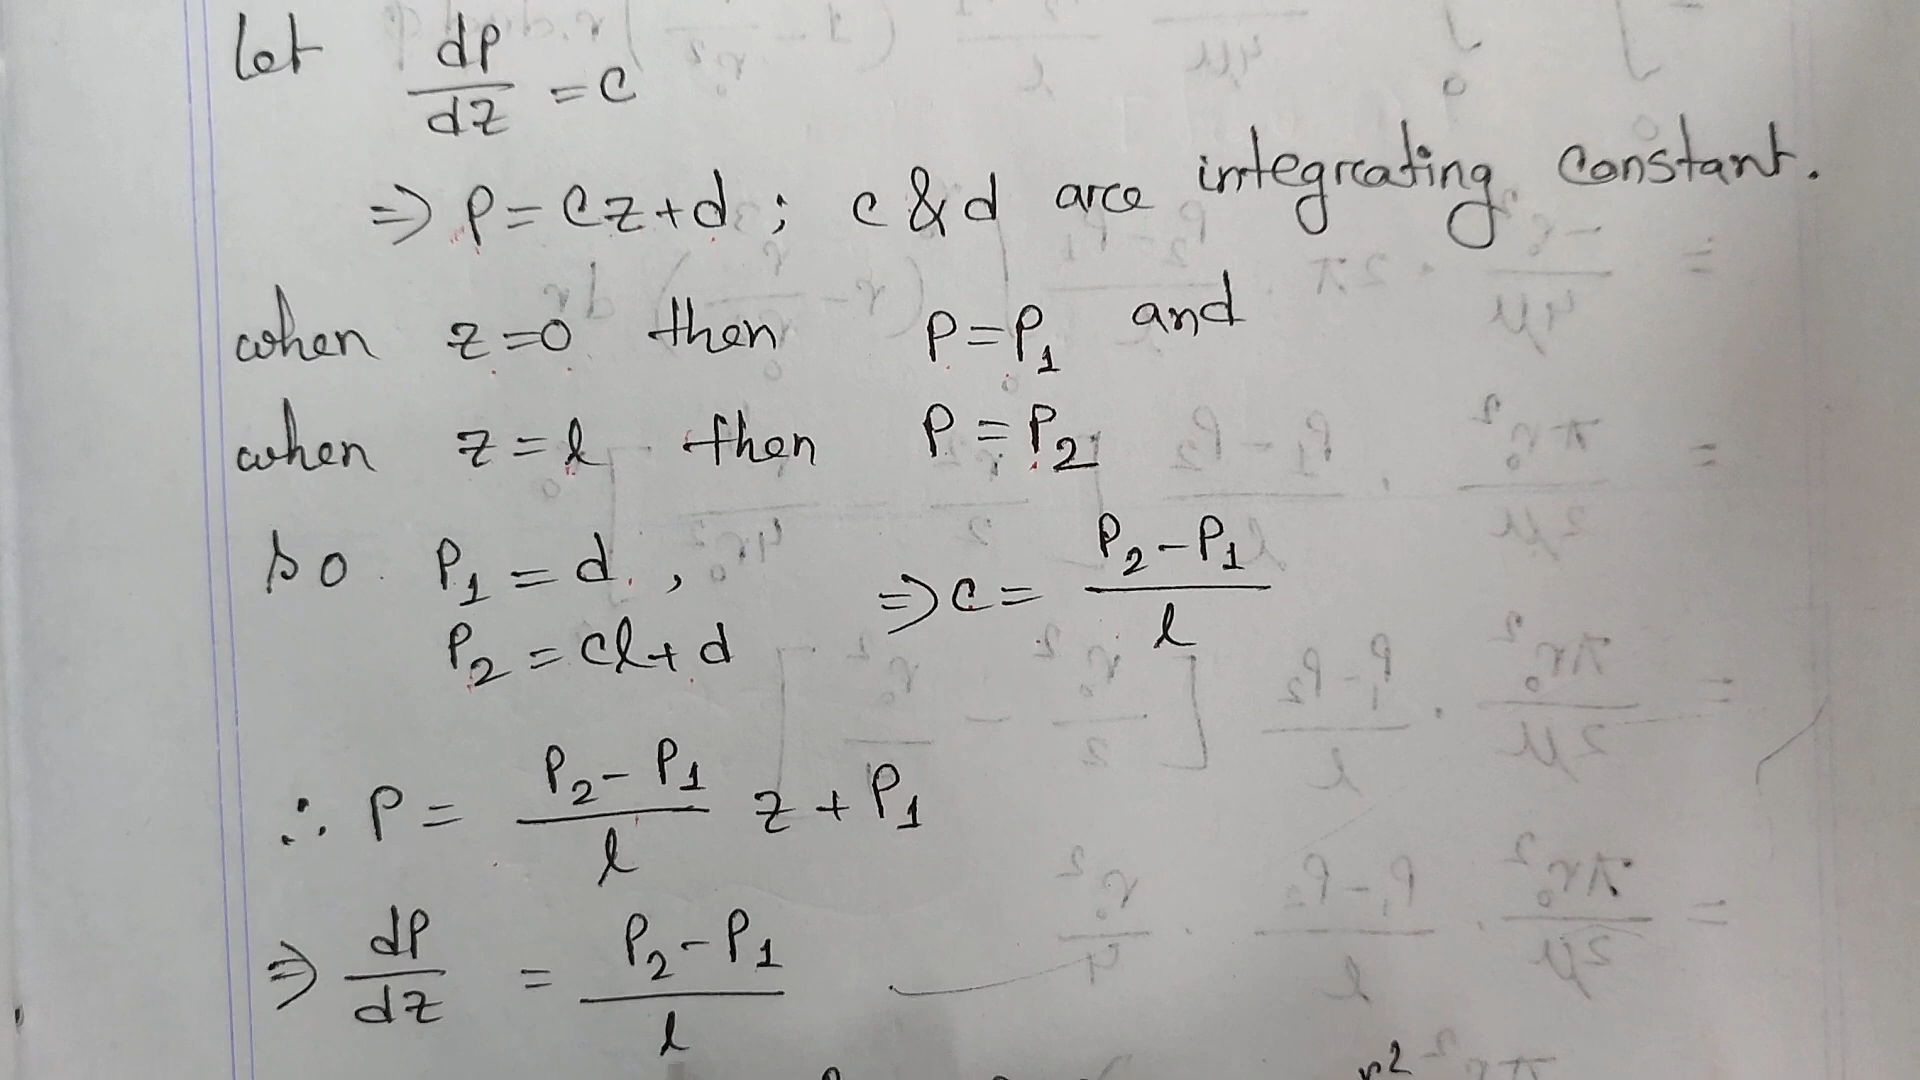 let dp/dz = c
⇒ P = cz + d ; c & d are integrating constant.
when z = 0 then P = P₁ and
when z = l then P = P₂
so P₁ = d, ⇒ c = (P₂ - P₁)/l
P₂ = cl + d
∴ P = (P₂ - P₁)/l z + P₁
⇒ dP/dz = (P₂ - P₁)/l